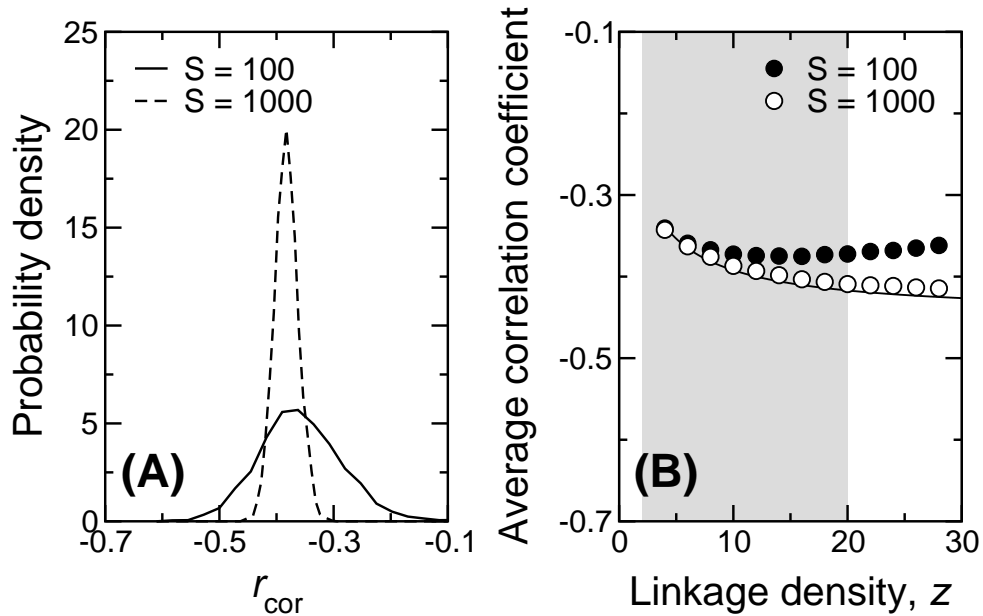 25
20
15
10
5
0
Probability density
S = 100
S = 1000
(A)
-0.7
-0.5
-0.3
-0.1
r_cor
-0.1
-0.3
-0.5
-0.7
Average correlation coefficient
S = 100
S = 1000
(B)
0
10
20
30
Linkage density, z